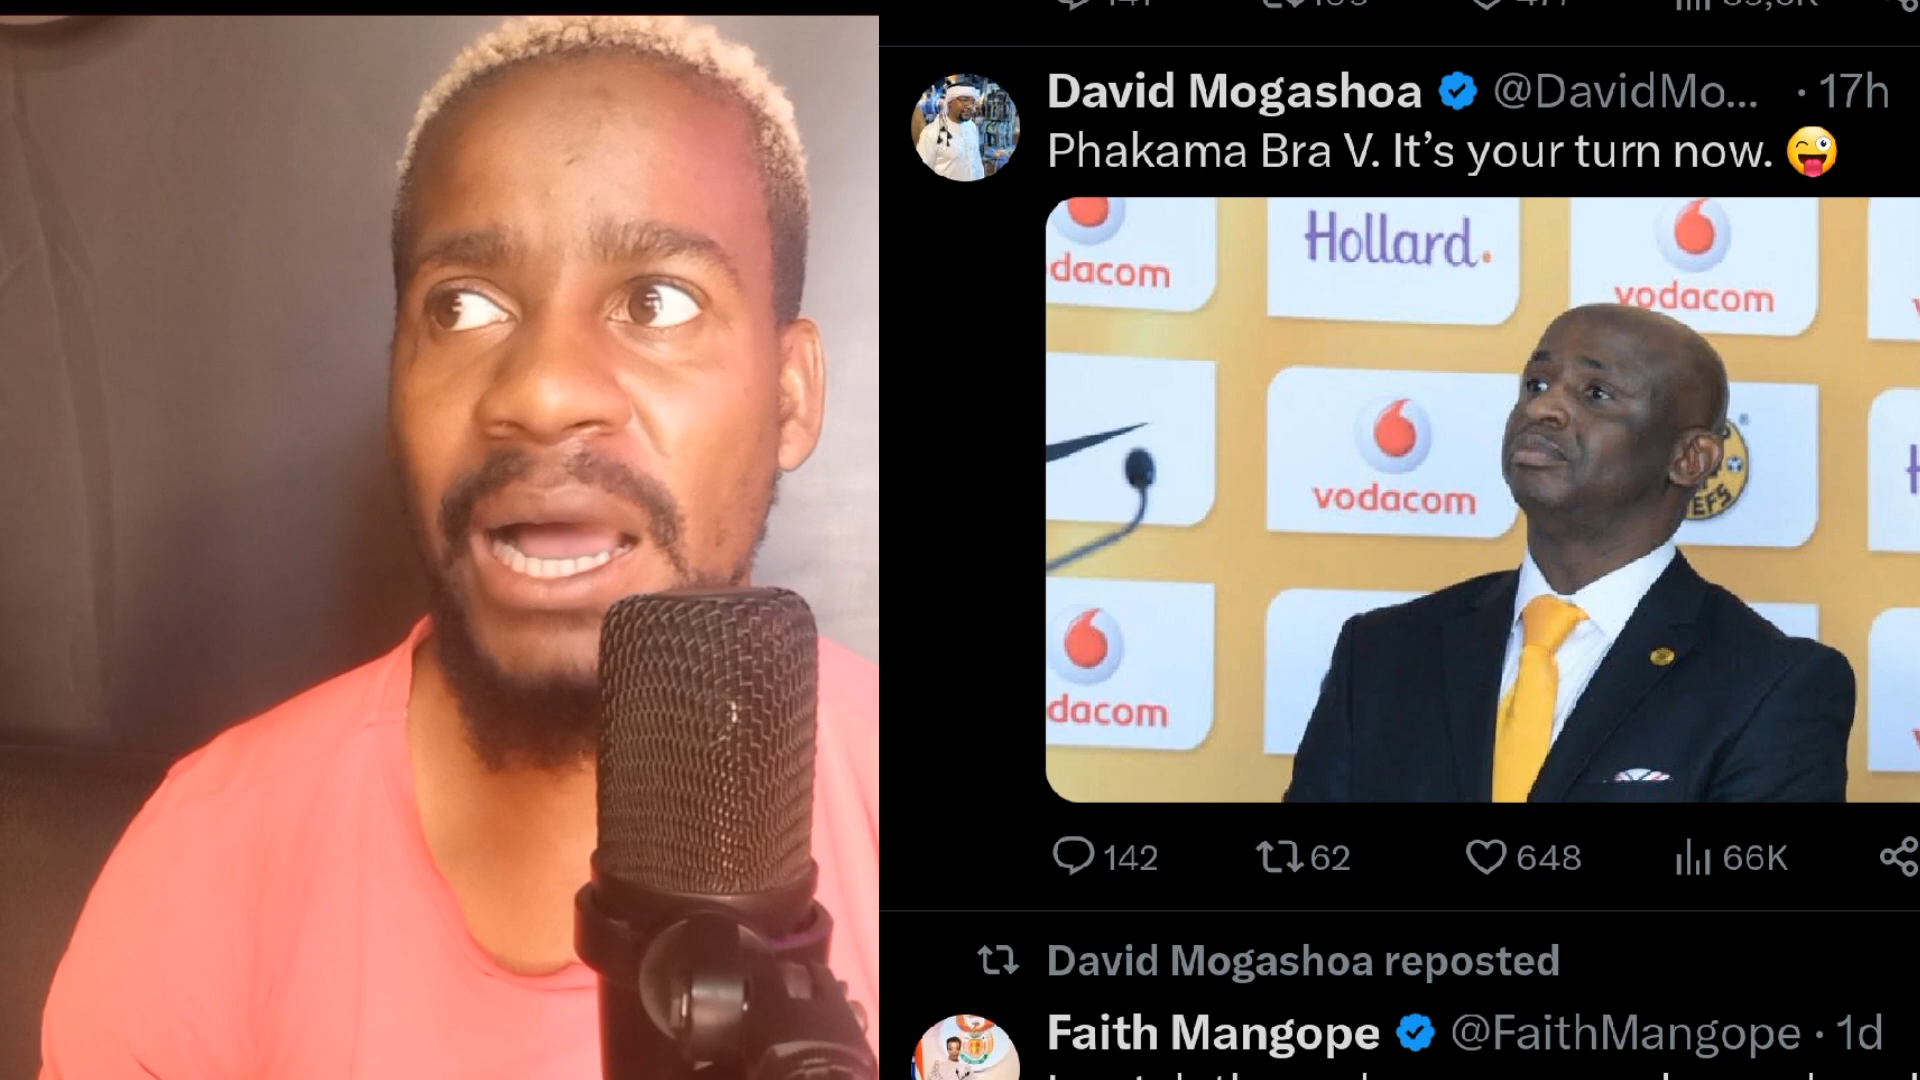 David Mogashoa @DavidMo... · 17h
Phakama Bra V. It’s your turn now. 😜
dacom
Hollard.
vodacom
vodacom
EFS
dacom
142 62 648 66K
David Mogashoa reposted
Faith Mangope @FaithMangope · 1d